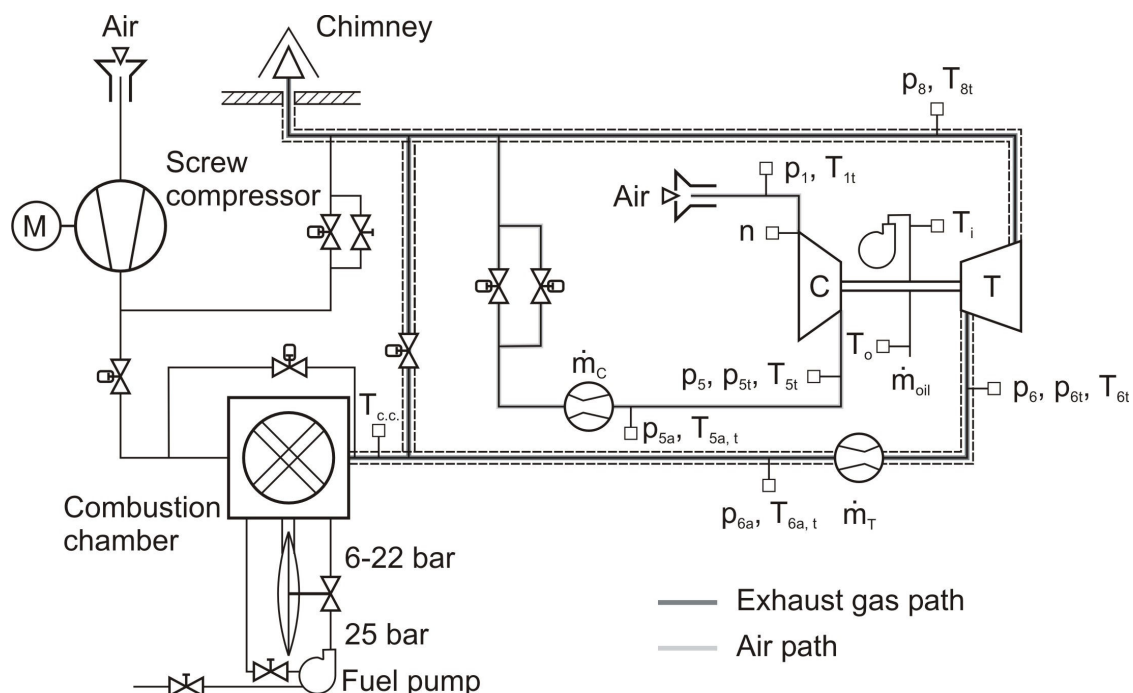 Air
Chimney
p8, T8t
Screw
compressor
Air
p1, T1t
M
n
Ti
C
T
To
ṁC
p5, p5t, T5t
ṁoil
p6, p6t, T6t
Tc.c.
p5a, T5a, t
Combustion
chamber
p6a, T6a, t
ṁT
6-22 bar
Exhaust gas path
25 bar
Air path
Fuel pump